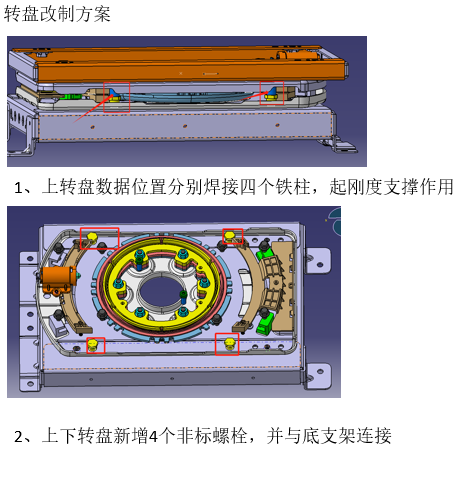 转盘改制方案
1、上转盘数据位置分别焊接四个铁柱，起刚度支撑作用
2、上下转盘新增4个非标螺栓，并与底支架连接